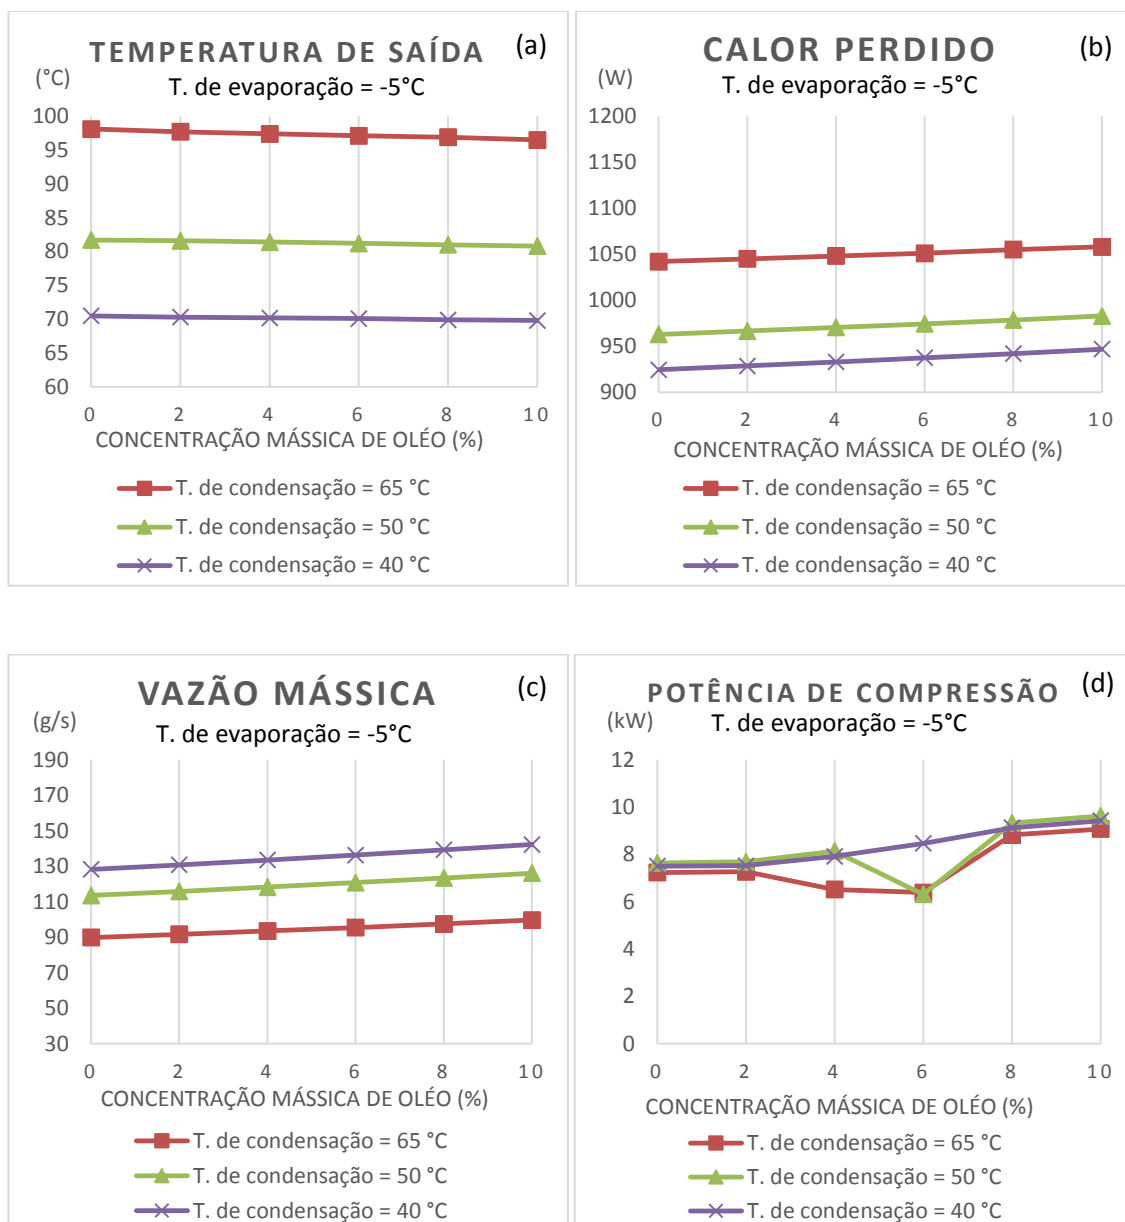 TEMPERATURA DE SAÍDA
(a)
(°C)
T. de evaporação = -5°C
100
95
90
85
80
75
70
65
60
0 2 4 6 8 10
CONCENTRAÇÃO MÁSSICA DE OLÉO (%)
T. de condensação = 65 °C
T. de condensação = 50 °C
T. de condensação = 40 °C
CALOR PERDIDO
(b)
(W)
T. de evaporação = -5°C
1200
1150
1100
1050
1000
950
900
0 2 4 6 8 10
CONCENTRAÇÃO MÁSSICA DE OLÉO (%)
T. de condensação = 65 °C
T. de condensação = 50 °C
T. de condensação = 40 °C
VAZÃO MÁSSICA
(c)
(g/s)
T. de evaporação = -5°C
190
170
150
130
110
90
70
50
30
0 2 4 6 8 10
CONCENTRAÇÃO MÁSSICA DE OLÉO (%)
T. de condensação = 65 °C
T. de condensação = 50 °C
T. de condensação = 40 °C
POTÊNCIA DE COMPRESSÃO
(d)
(kW)
T. de evaporação = -5°C
12
10
8
6
4
2
0
0 2 4 6 8 10
CONCENTRAÇÃO MÁSSICA DE OLÉO (%)
T. de condensação = 65 °C
T. de condensação = 50 °C
T. de condensação = 40 °C